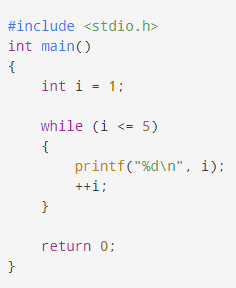 #include <stdio.h>
int main()
{
    int i = 1;

    while (i <= 5)
    {
        printf("%d\n", i);
        ++i;
    }

    return 0;
}